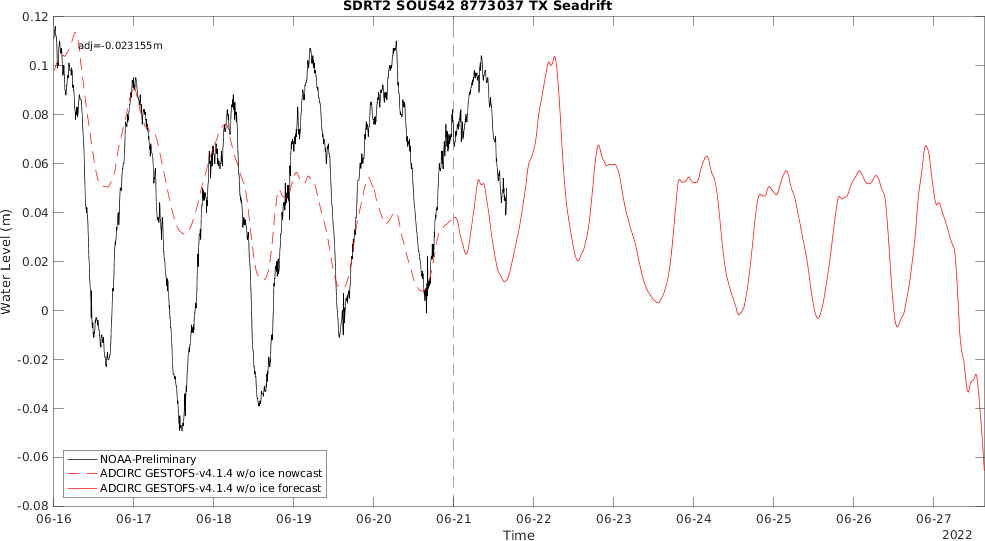 SDRT2 SOUS42 8773037 TX Seadrift
adj=-0.023155m
0.12
0.1
0.08
0.06
0.04
0.02
0
-0.02
-0.04
-0.06
-0.08
Water Level (m)
NOAA-Preliminary
ADCIRC GESTOFS-v4.1.4 w/o ice nowcast
ADCIRC GESTOFS-v4.1.4 w/o ice forecast
06-16 06-17 06-18 06-19 06-20 06-21 06-22 06-23 06-24 06-25 06-26 06-27
Time
2022